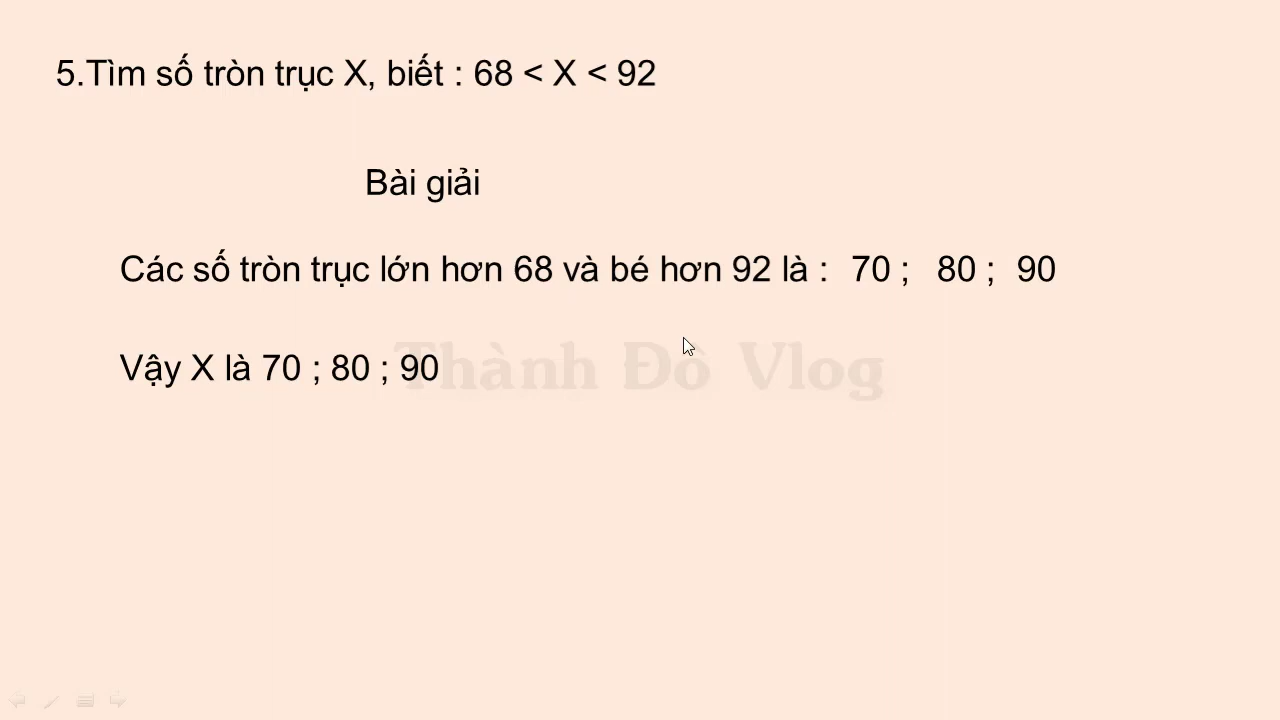 5.Tìm số tròn trục X, biết : 68 < X < 92
Bài giải
Các số tròn trục lớn hơn 68 và bé hơn 92 là : 70 ; 80 ; 90
Vậy X là 70 ; 80 ; 90
Thành Đô Vlog